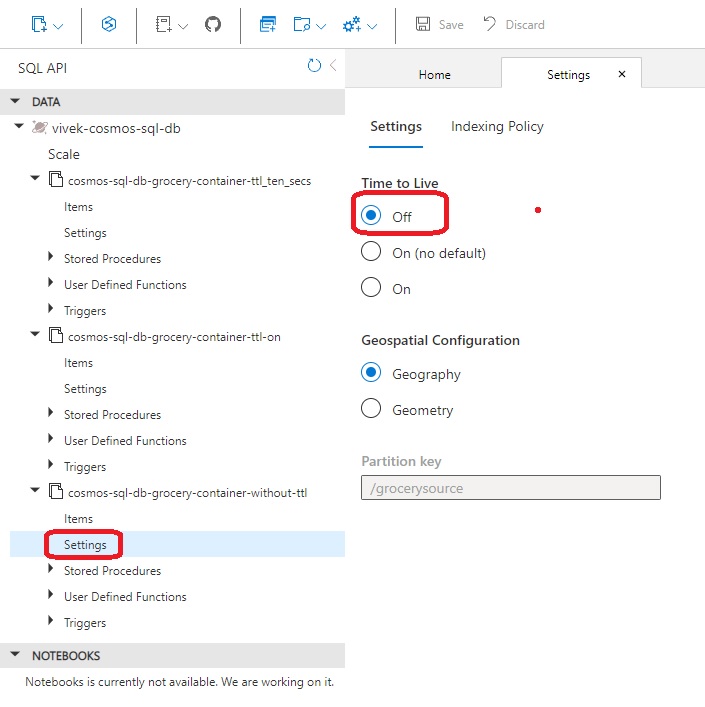 Save
Discard
SQL API
Home
Settings
DATA
vivek-cosmos-sql-db
Scale
cosmos-sql-db-grocery-container-ttl_ten_secs
Items
Settings
Stored Procedures
User Defined Functions
Triggers
cosmos-sql-db-grocery-container-ttl-on
Items
Settings
Stored Procedures
User Defined Functions
Triggers
cosmos-sql-db-grocery-container-without-ttl
Items
Settings
Stored Procedures
User Defined Functions
Triggers
NOTEBOOKS
Notebooks is currently not available. We are working on it.
Settings
Indexing Policy
Time to Live
Off
On (no default)
On
Geospatial Configuration
Geography
Geometry
Partition key
/grocerysource